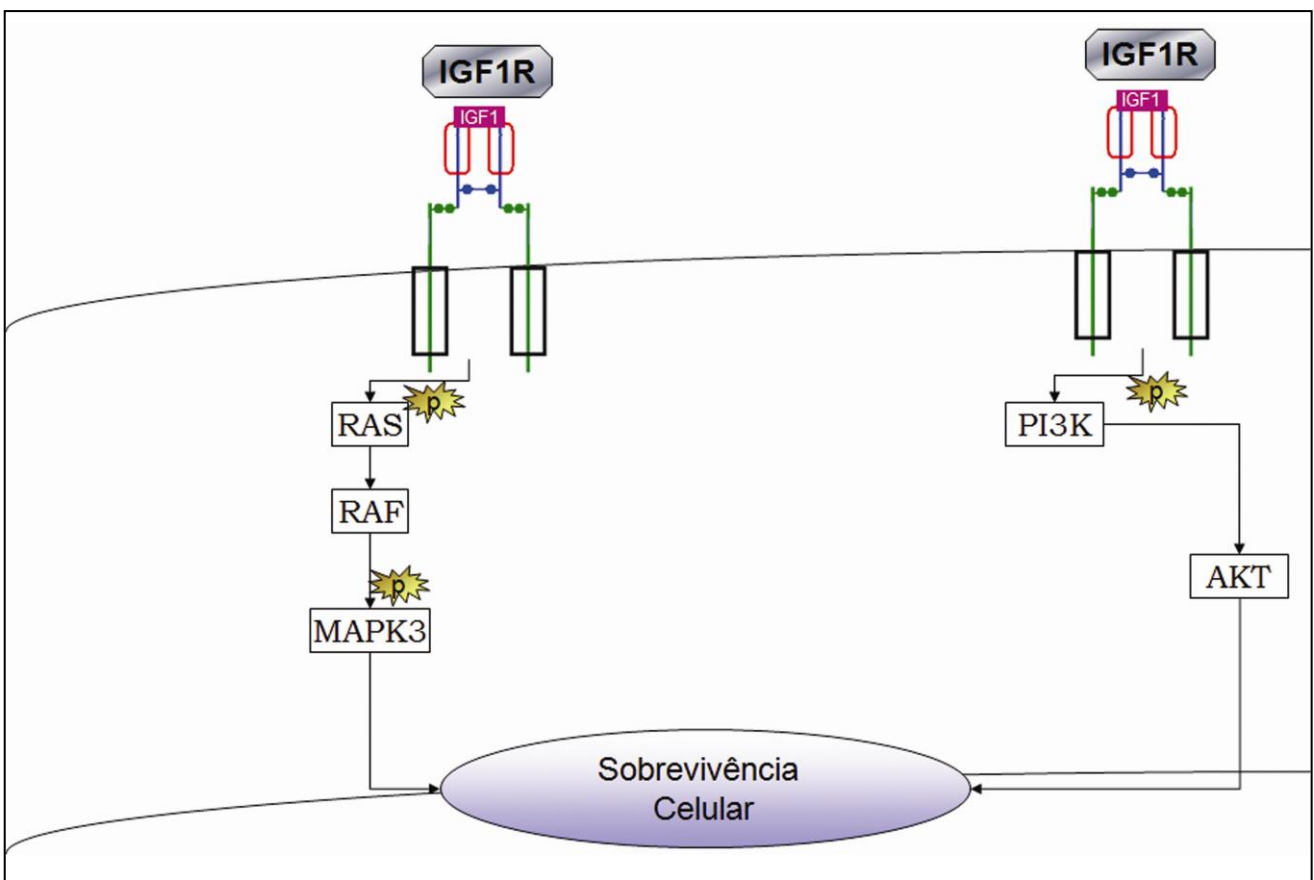 IGF1R
IGF1
RAS
p
RAF
p
MAPK3
IGF1R
IGF1
p
PI3K
AKT
Sobrevivência
Celular